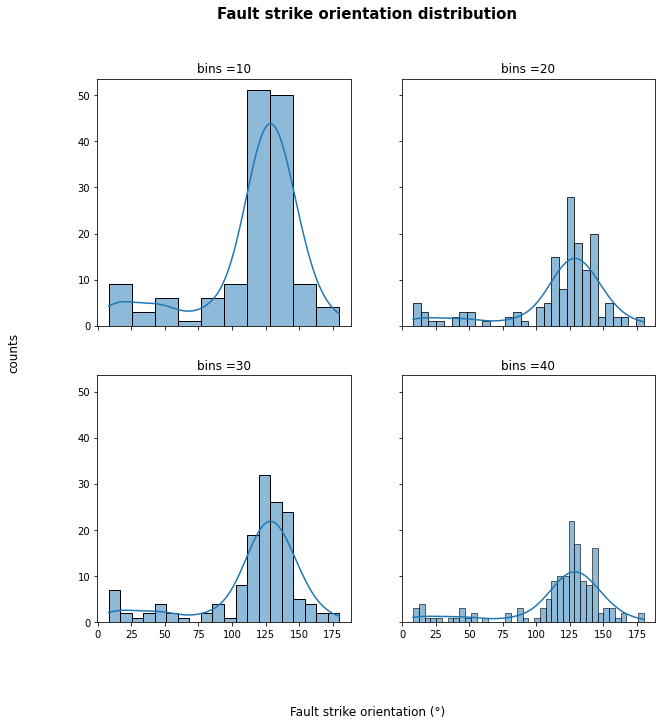 Fault strike orientation distribution
bins =10
bins =20
50
40
30
20
10
0
bins =30
bins =40
counts
50
40
30
20
10
0
0 25 50 75 100 125 150 175
0 25 50 75 100 125 150 175
Fault strike orientation (°)